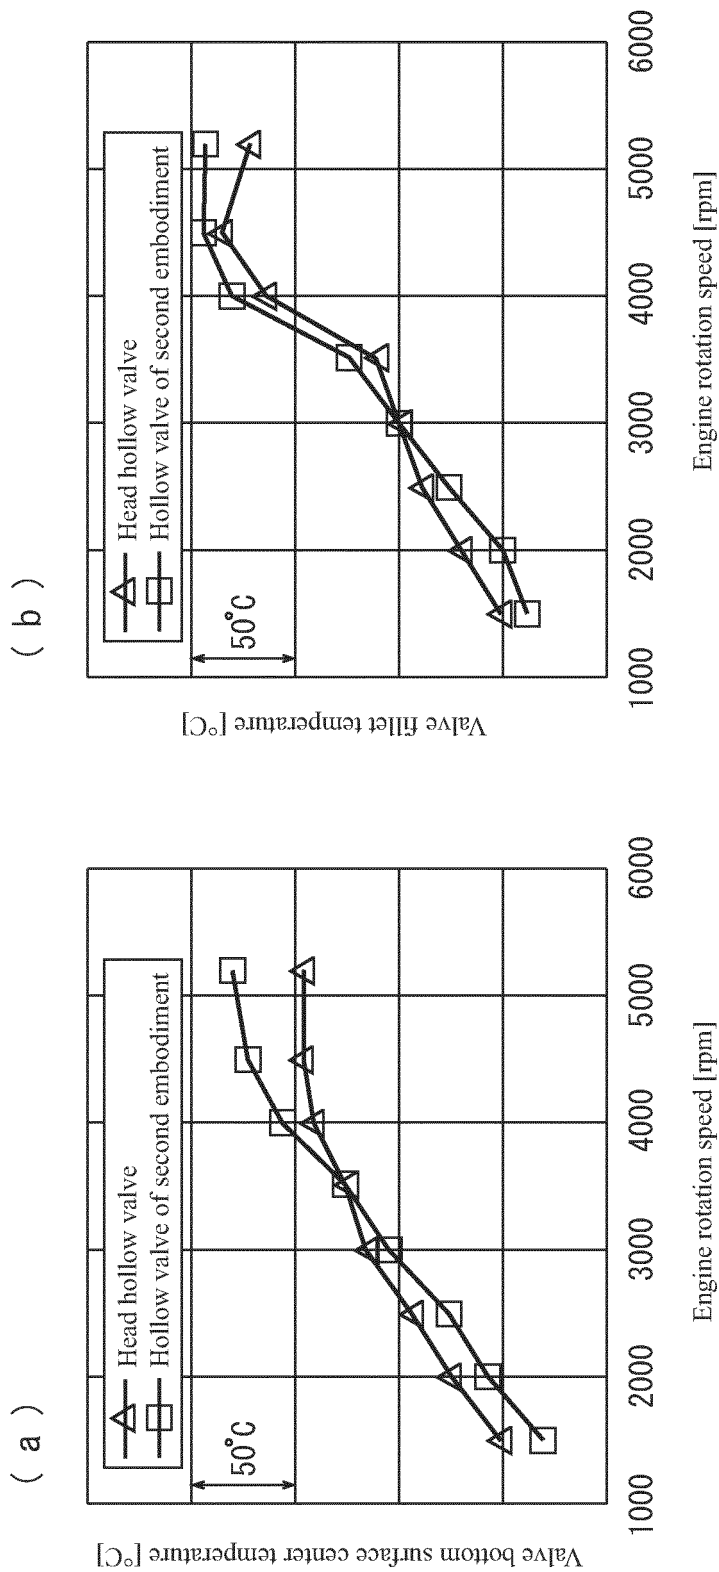 ( a )
Head hollow valve
Hollow valve of second embodiment
50°C
Valve bottom surface center temperature [°C]
1000 2000 3000 4000 5000 6000
Engine rotation speed [rpm]
( b )
Head hollow valve
Hollow valve of second embodiment
50°C
Valve fillet temperature [°C]
1000 2000 3000 4000 5000 6000
Engine rotation speed [rpm]